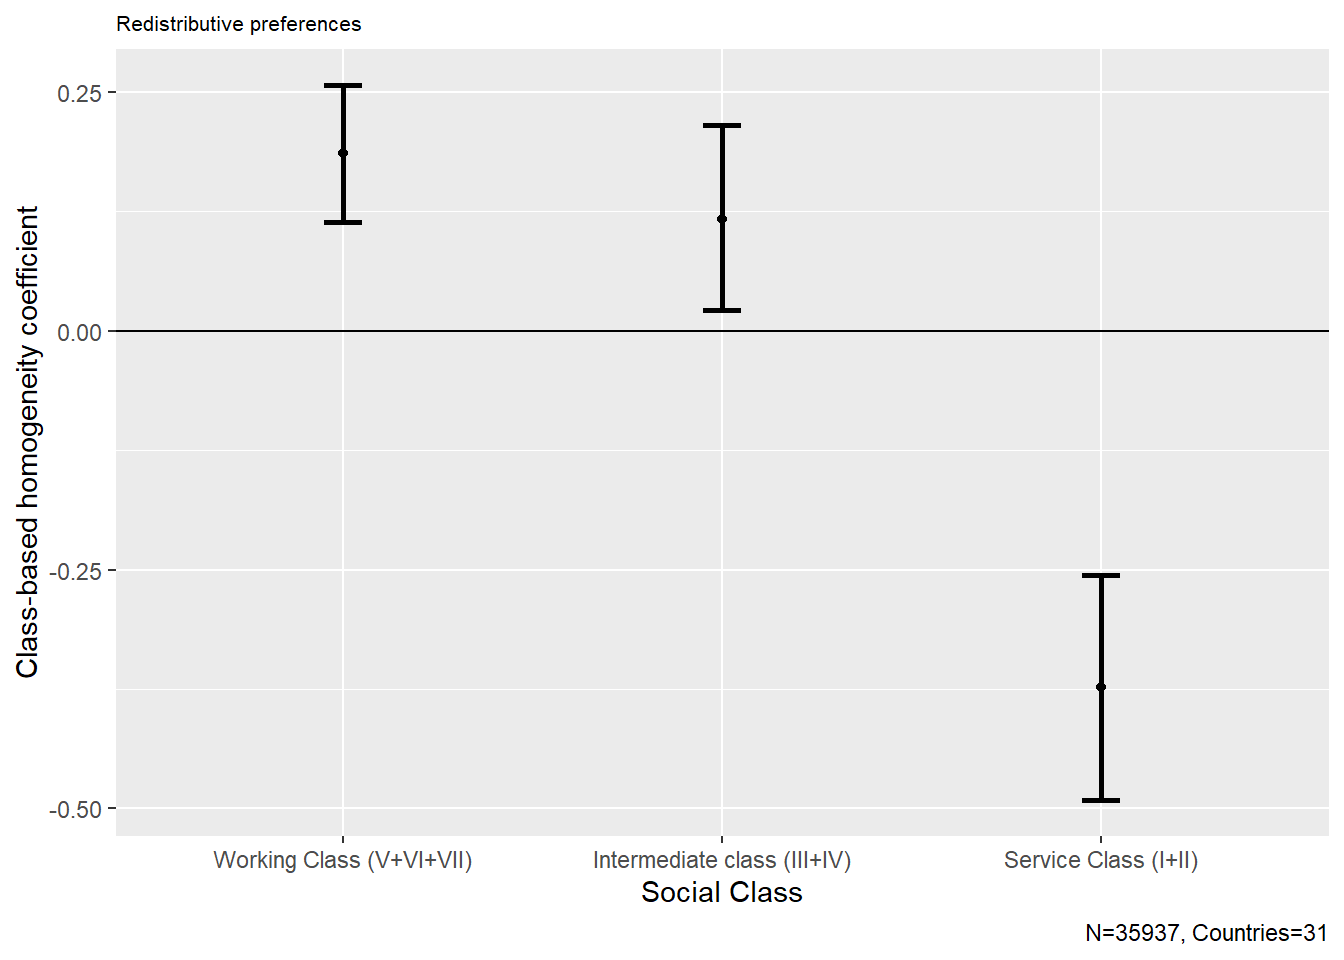 Redistributive preferences
Class-based homogeneity coefficient
0.25
0.00
-0.25
-0.50
Working Class (V+VI+VII)
Intermediate class (III+IV)
Service Class (I+II)
Social Class
N=35937, Countries=31